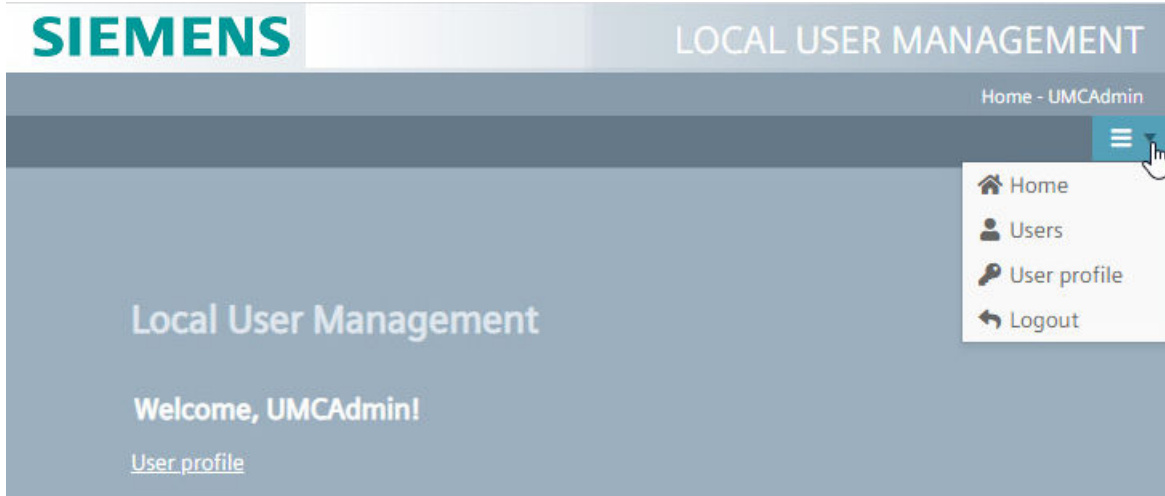 SIEMENS
LOCAL USER MANAGEMENT
Home - UMCAdmin
Home
Users
User profile
Logout
Local User Management
Welcome, UMCAdmin!
User profile